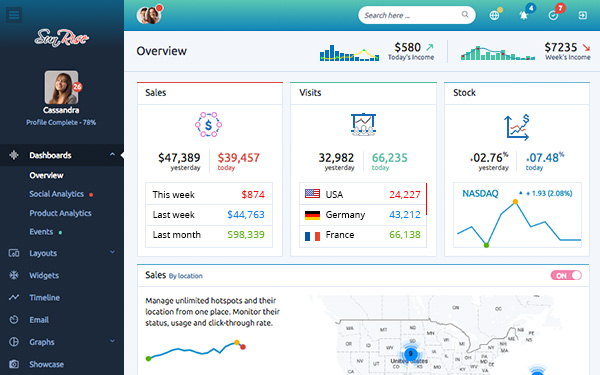 Sun Rise
Search here ...
4
7
26
Cassandra
Profile Complete - 78%
Dashboards
Overview
Social Analytics
Product Analytics
Events
Layouts
Widgets
Timeline
Email
Graphs
Showcase
Overview
$580
Today's Income
$7235
Week's Income
Sales
$47,389
yesterday
$39,457
today
This week $874
Last week $44,763
Last month $98,339
Visits
32,982
yesterday
66,235
today
USA 24,227
Germany 43,212
France 66,138
Stock
02.76%
yesterday
07.48%
today
NASDAQ
1.93 (2.08%)
Sales By location
ON
Manage unlimited hotspots and their
location from one place. Monitor their
status, usage and click-through rate.
9
United States